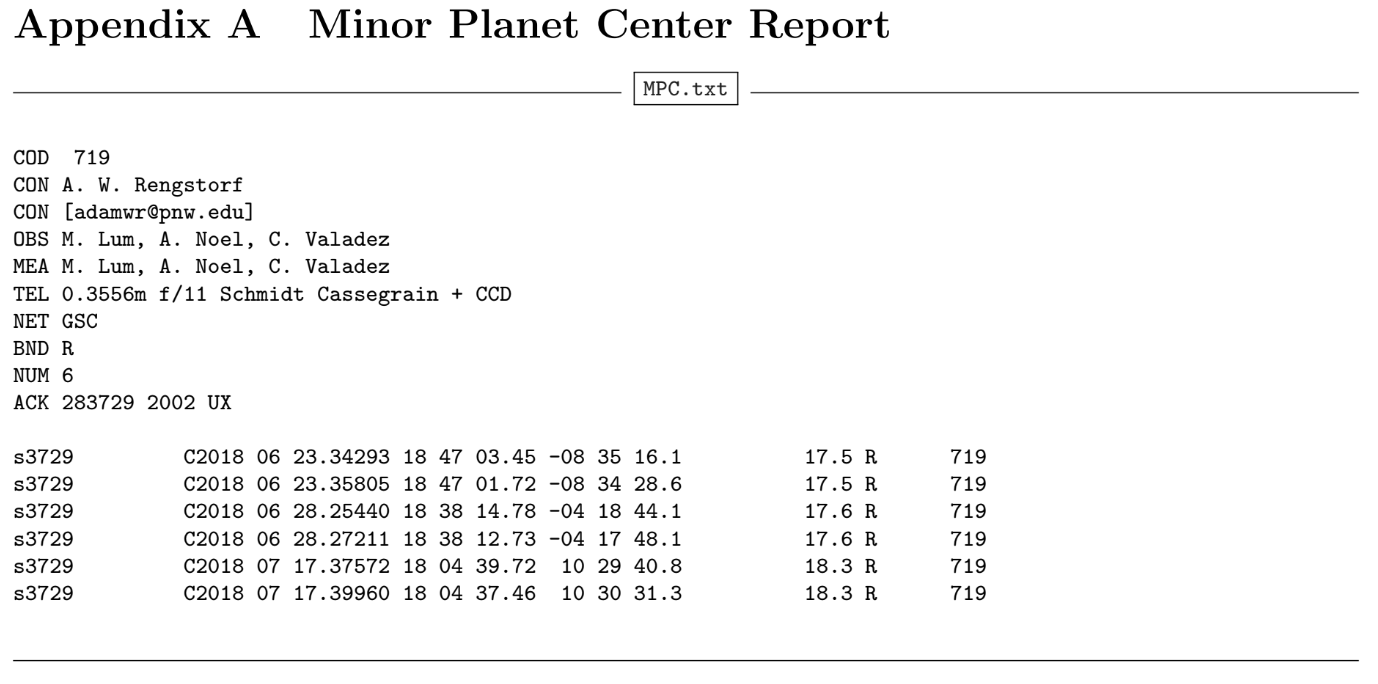 Appendix A Minor Planet Center Report
MPC.txt
COD  719
CON A. W. Rengstorf
CON [adamwr@pnw.edu]
OBS M. Lum, A. Noel, C. Valadez
MEA M. Lum, A. Noel, C. Valadez
TEL 0.3556m f/11 Schmidt Cassegrain + CCD
NET GSC
BND R
NUM 6
ACK 283729 2002 UX
s3729         C2018 06 23.34293 18 47 03.45 -08 35 16.1          17.5 R      719
s3729         C2018 06 23.35805 18 47 01.72 -08 34 28.6          17.5 R      719
s3729         C2018 06 28.25440 18 38 14.78 -04 18 44.1          17.6 R      719
s3729         C2018 06 28.27211 18 38 12.73 -04 17 48.1          17.6 R      719
s3729         C2018 07 17.37572 18 04 39.72  10 29 40.8          18.3 R      719
s3729         C2018 07 17.39960 18 04 37.46  10 30 31.3          18.3 R      719